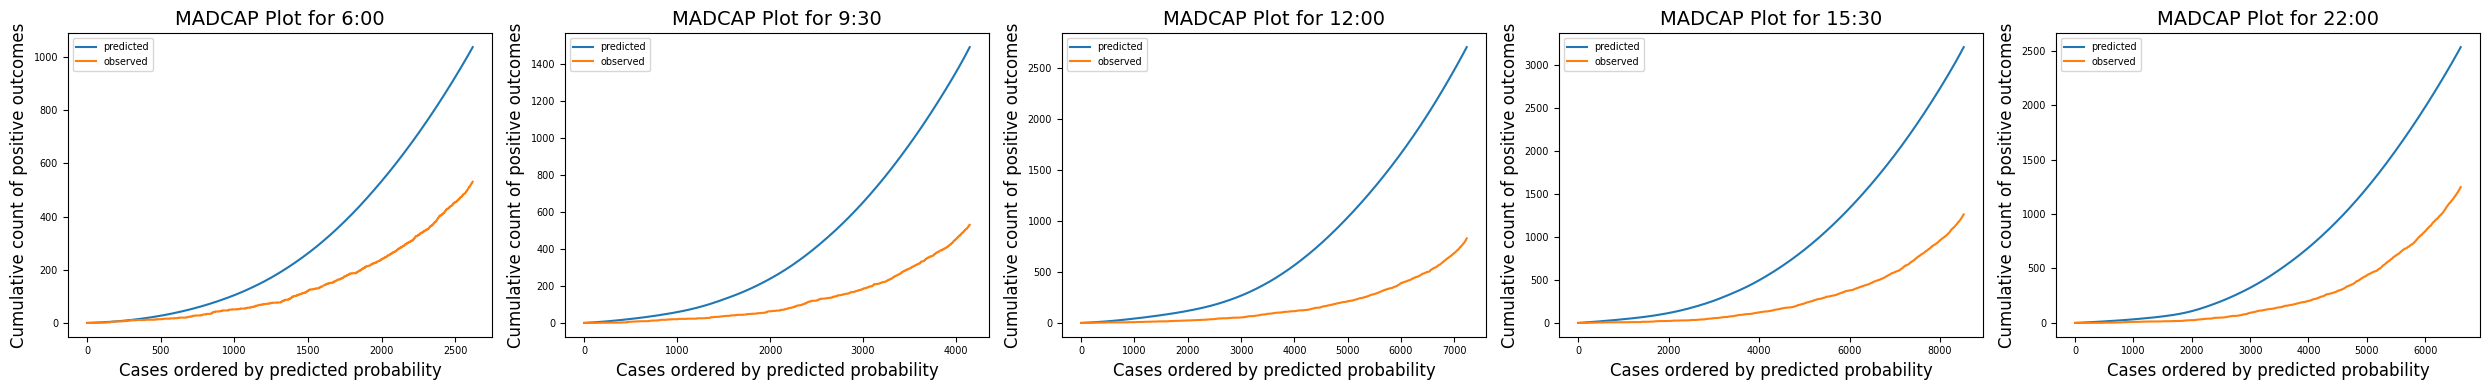 MADCAP Plot for 6:00
Cumulative count of positive outcomes
predicted
observed
1000
800
600
400
200
0
0 500 1000 1500 2000 2500
Cases ordered by predicted probability
MADCAP Plot for 9:30
Cumulative count of positive outcomes
predicted
observed
1400
1200
1000
800
600
400
200
0
0 1000 2000 3000 4000
Cases ordered by predicted probability
MADCAP Plot for 12:00
Cumulative count of positive outcomes
predicted
observed
2500
2000
1500
1000
500
0
0 1000 2000 3000 4000 5000 6000 7000
Cases ordered by predicted probability
MADCAP Plot for 15:30
Cumulative count of positive outcomes
predicted
observed
3000
2500
2000
1500
1000
500
0
0 2000 4000 6000 8000
Cases ordered by predicted probability
MADCAP Plot for 22:00
Cumulative count of positive outcomes
predicted
observed
2500
2000
1500
1000
500
0
0 1000 2000 3000 4000 5000 6000
Cases ordered by predicted probability